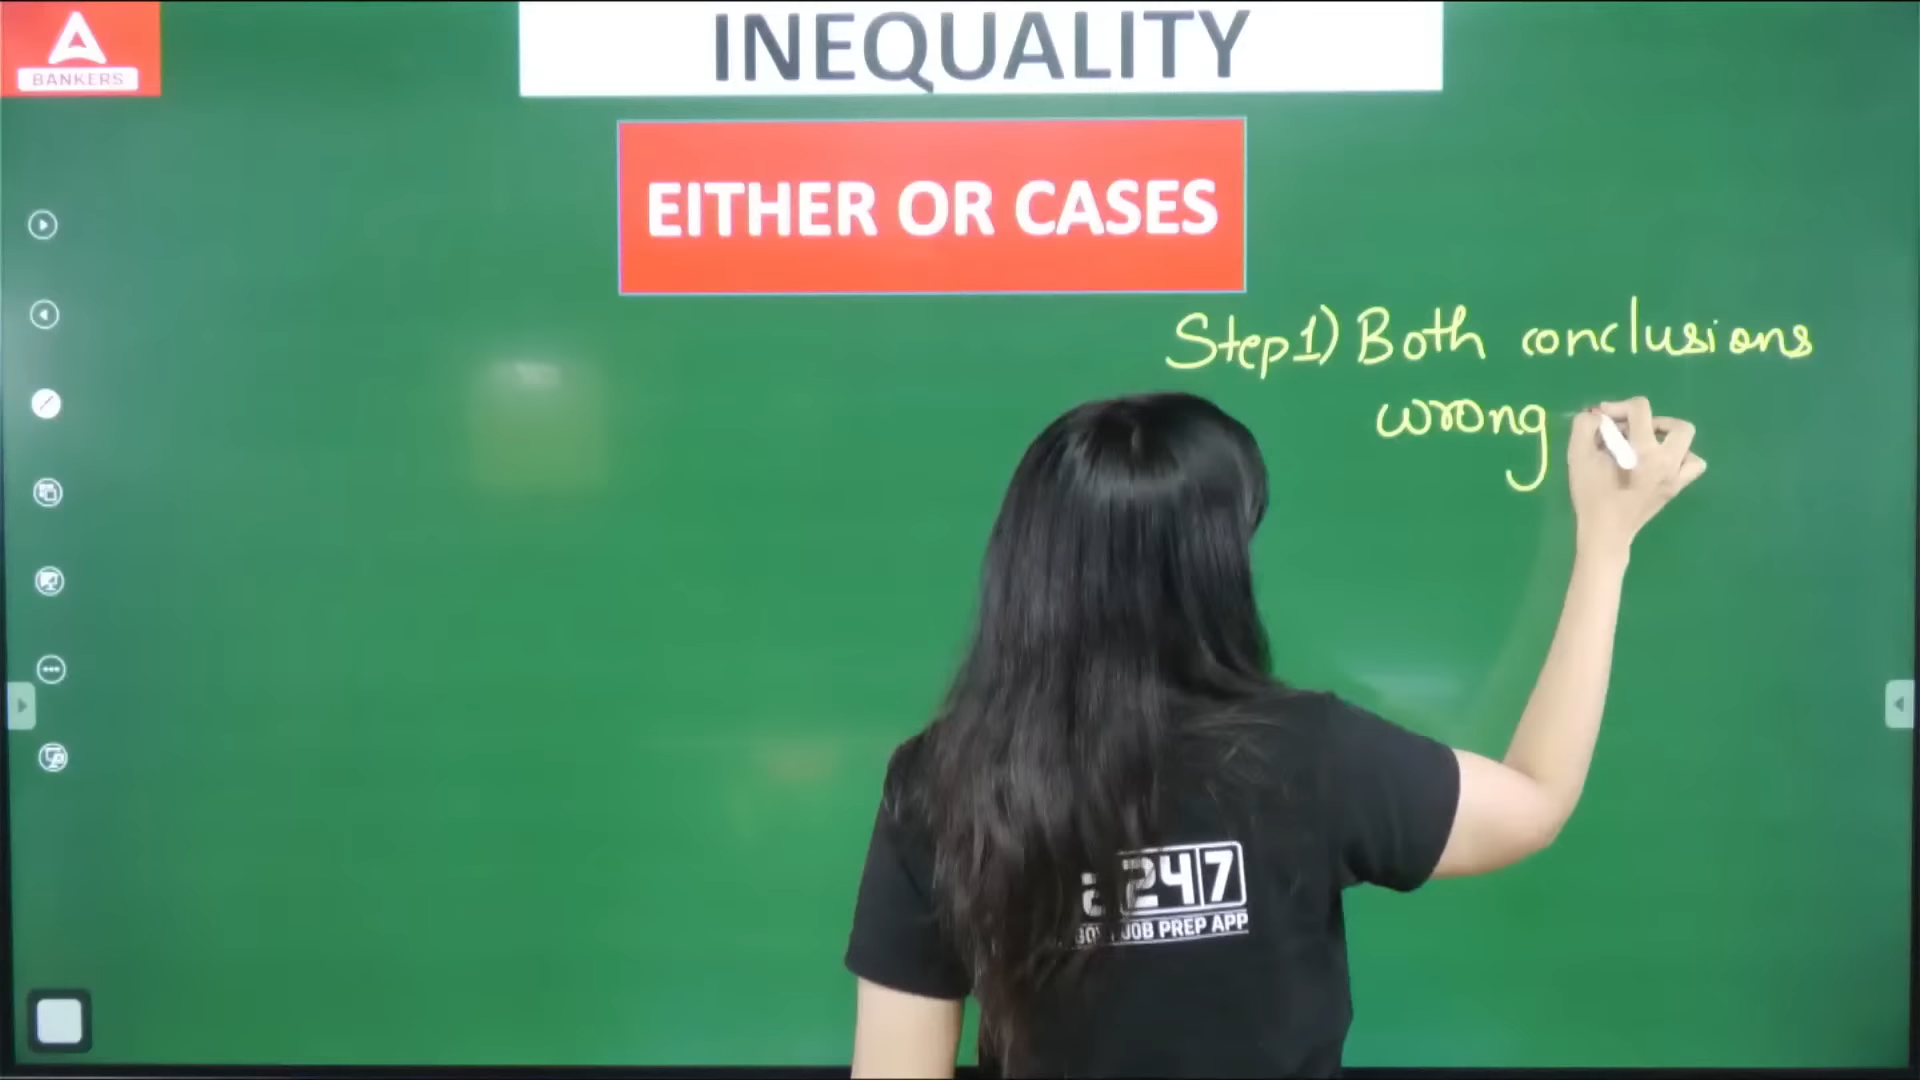 BANKERS
INEQUALITY
EITHER OR CASES
Step 1) Both conclusions
wrong
247
JOB PREP APP